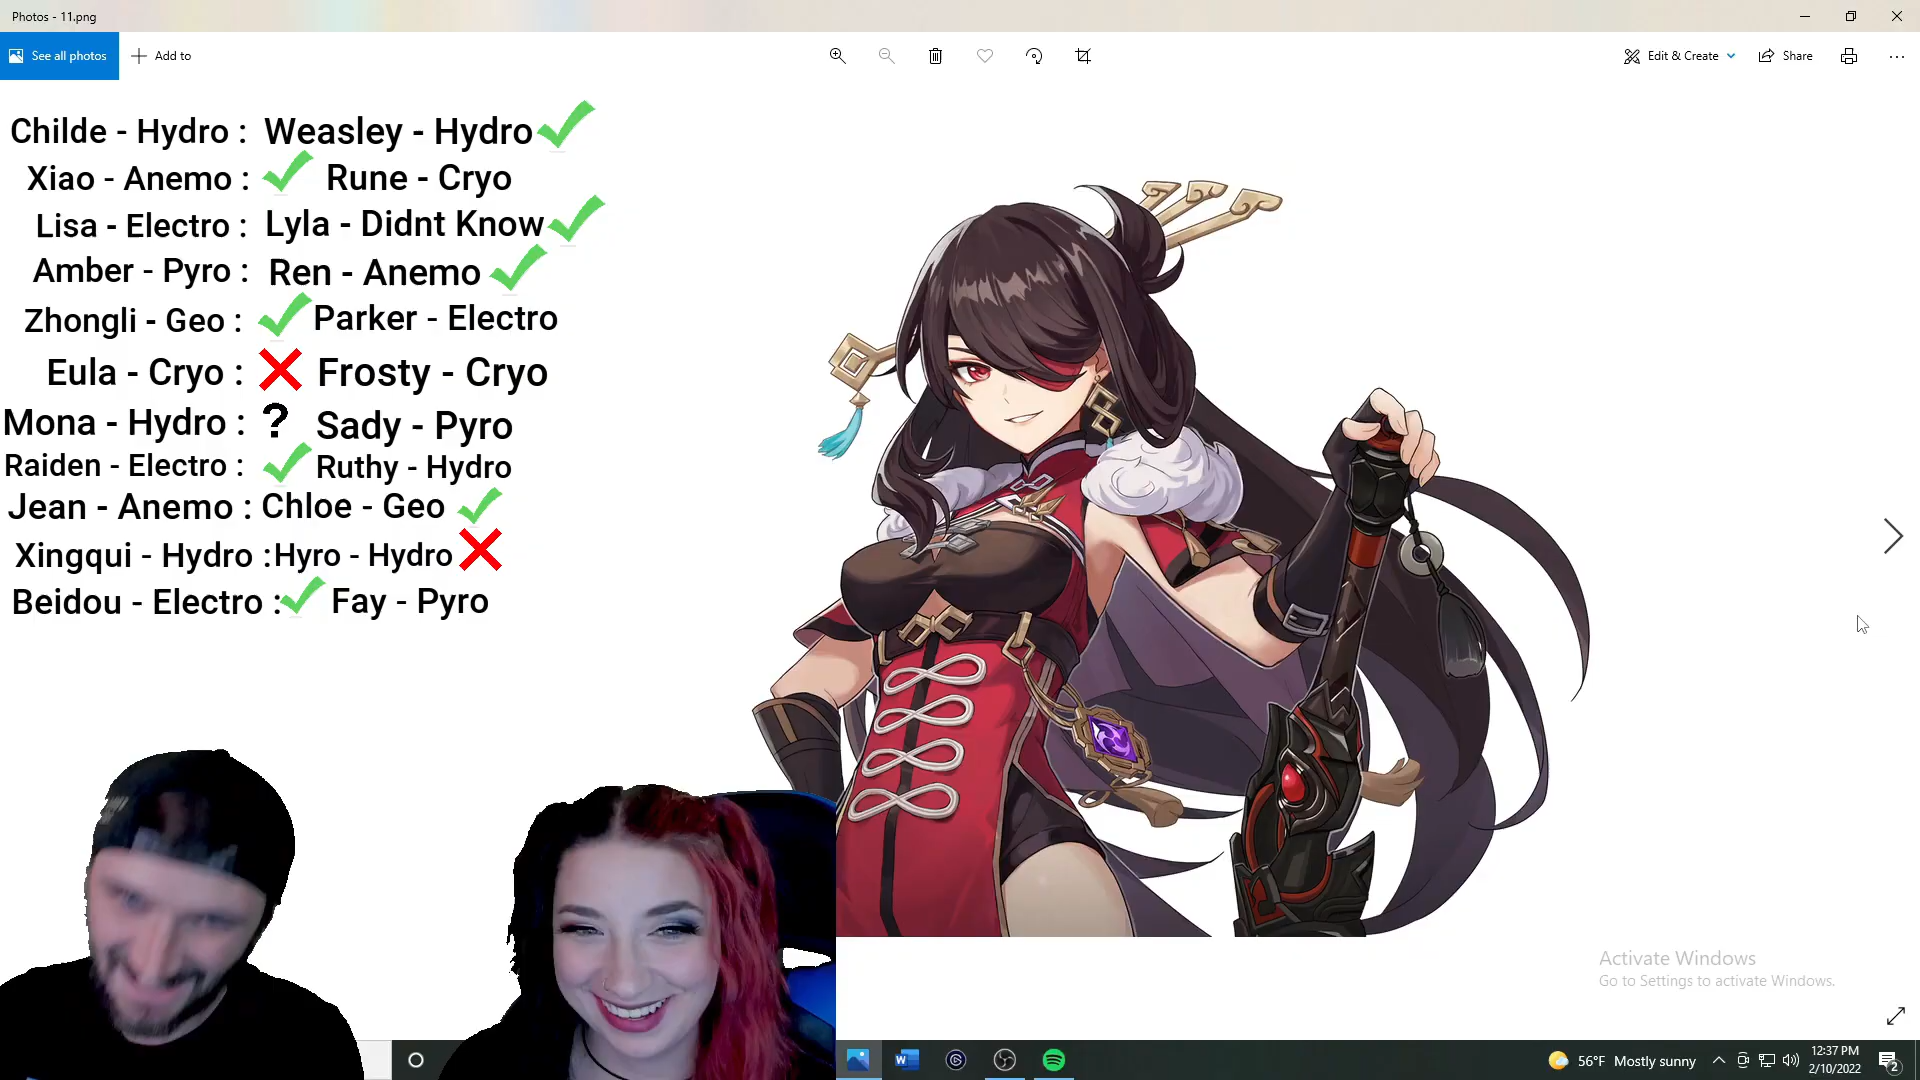 Photos - 11.png
See all photos
Add to
Edit & Create
Share
Childe - Hydro : Weasley - Hydro
Xiao - Anemo : Rune - Cryo
Lisa - Electro : Lyla - Didnt Know
Amber - Pyro : Ren - Anemo
Zhongli - Geo : Parker - Electro
Eula - Cryo : Frosty - Cryo
Mona - Hydro : ? Sady - Pyro
Raiden - Electro : Ruthy - Hydro
Jean - Anemo : Chloe - Geo
Xingqui - Hydro : Hyro - Hydro
Beidou - Electro : Fay - Pyro
Activate Windows
Go to Settings to activate Windows.
56°F Mostly sunny
12:37 PM
2/10/2022
2